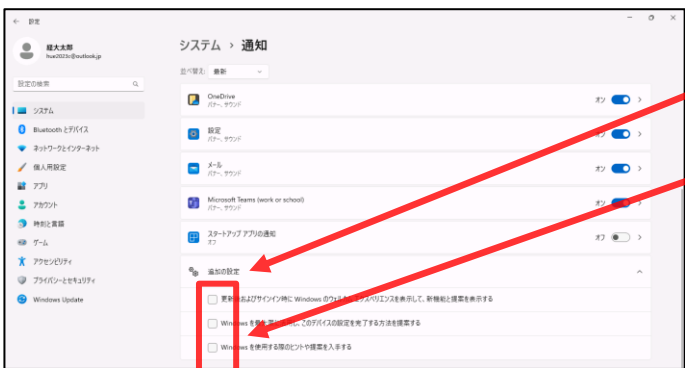 設定
経大太郎
hue2023c@outlook.jp
設定の検索
システム
Bluetooth とデバイス
ネットワークとインターネット
個人用設定
アプリ
アカウント
時刻と言語
ゲーム
アクセシビリティ
プライバシーとセキュリティ
Windows Update
システム › 通知
並べ替え: 最新
OneDrive
バナー, サウンド
オン
設定
バナー, サウンド
オン
メール
バナー, サウンド
オン
Microsoft Teams (work or school)
バナー, サウンド
オン
スタートアップ アプリの通知
オフ
オフ
追加の設定
およびサインイン時に Windows の エクスペリエンスを表示して、新機能と提案を表示する
Windows を し、このデバイスの設定を完了する方法を提案する
Windows を使用する際のヒントや提案を入手する